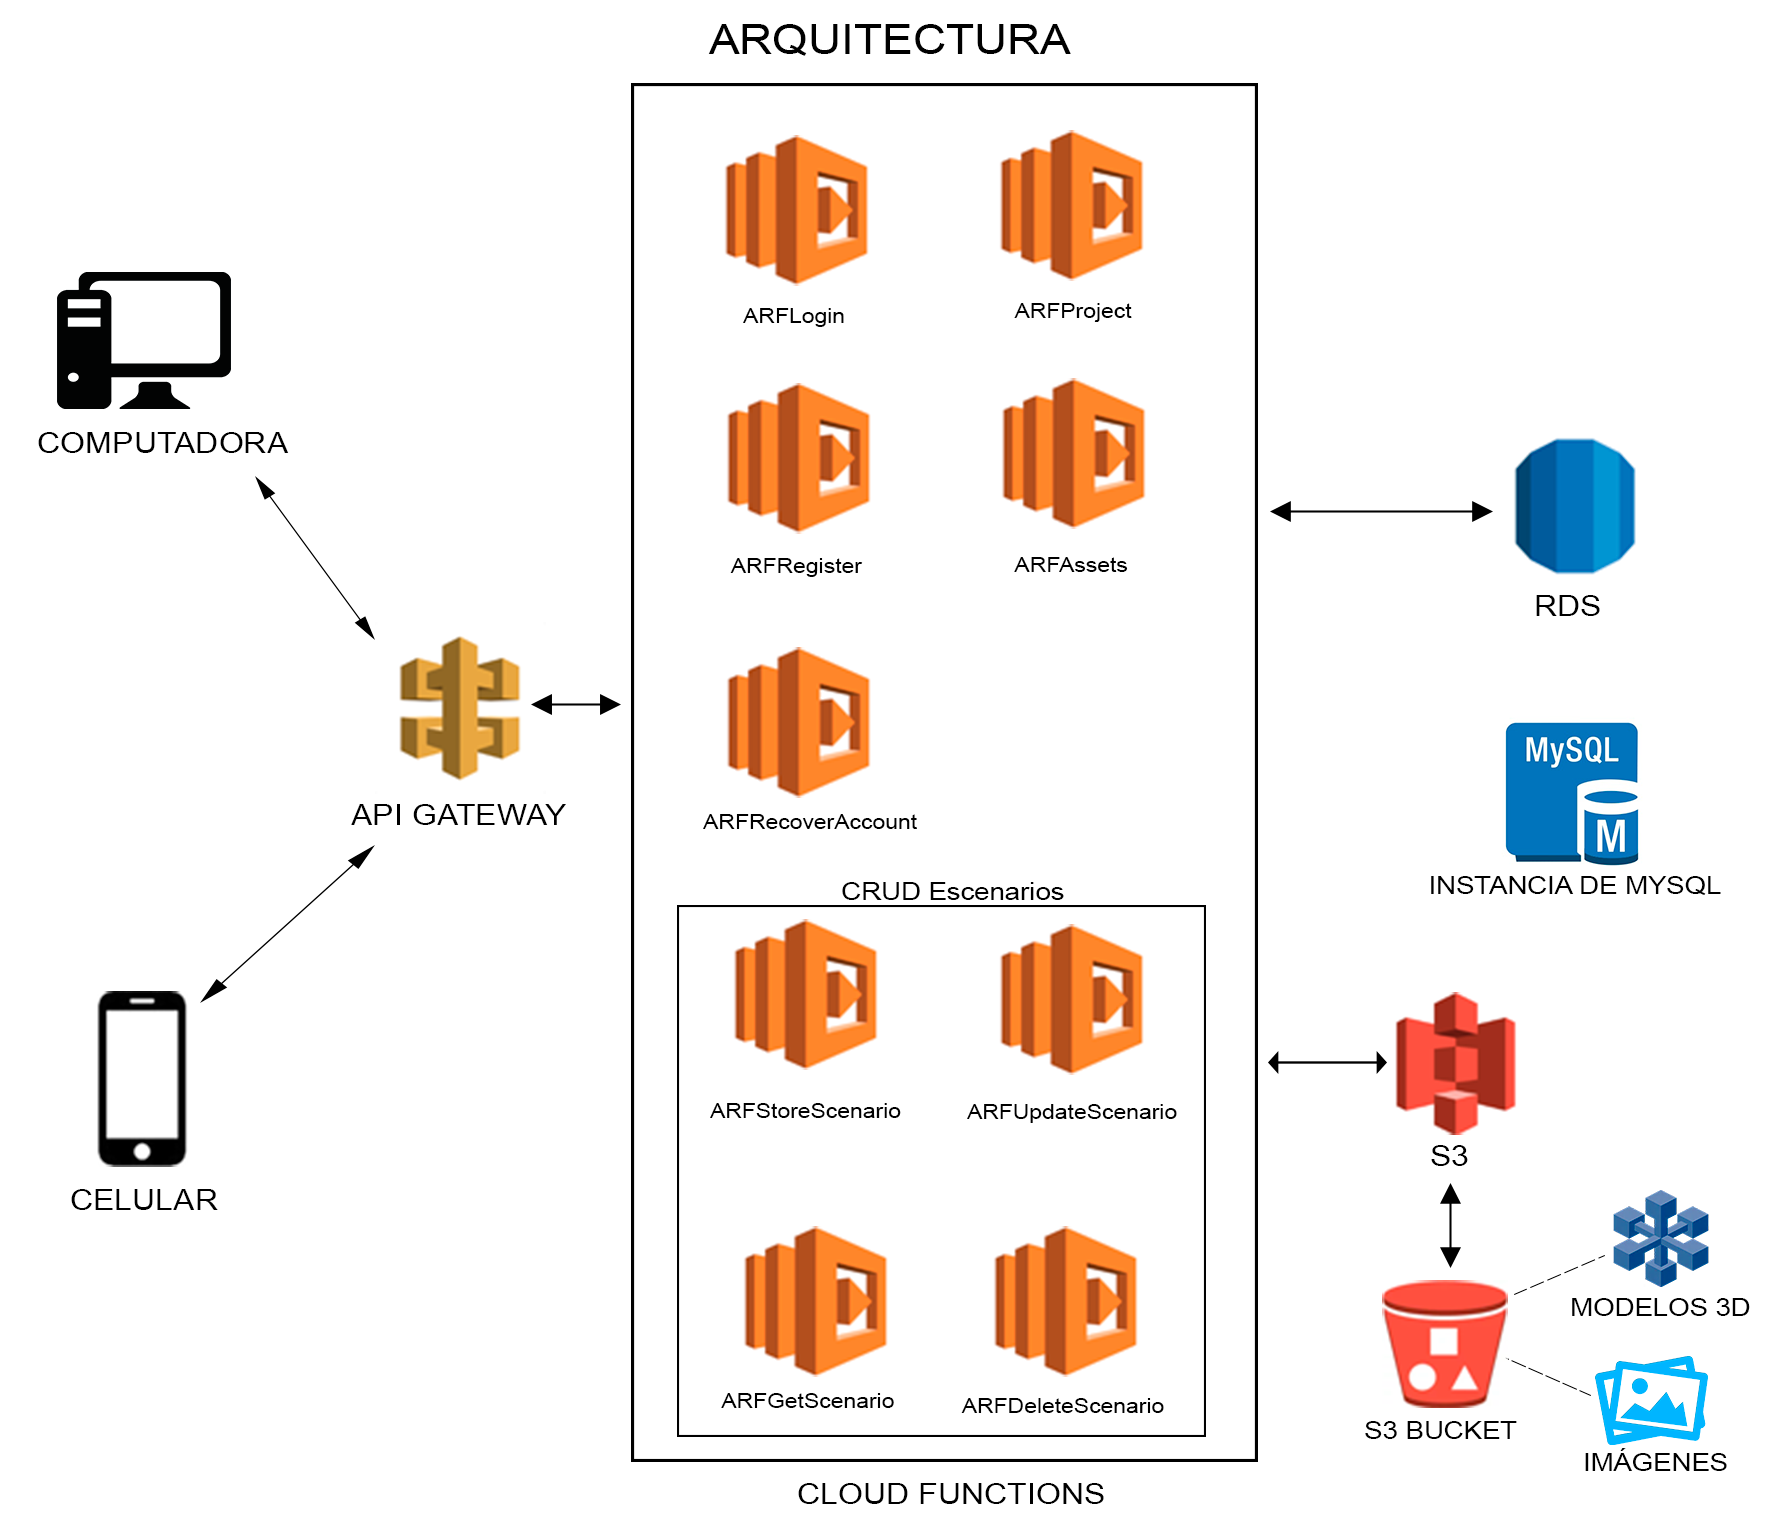 ARQUITECTURA
ARFLogin
ARFProject
COMPUTADORA
ARFRegister
ARFAssets
RDS
API GATEWAY
ARFRecoverAccount
MySQL
M
INSTANCIA DE MYSQL
CRUD Escenarios
ARFStoreScenario
ARFUpdateScenario
S3
CELULAR
MODELOS 3D
ARFGetScenario
ARFDeleteScenario
S3 BUCKET
IMÁGENES
CLOUD FUNCTIONS